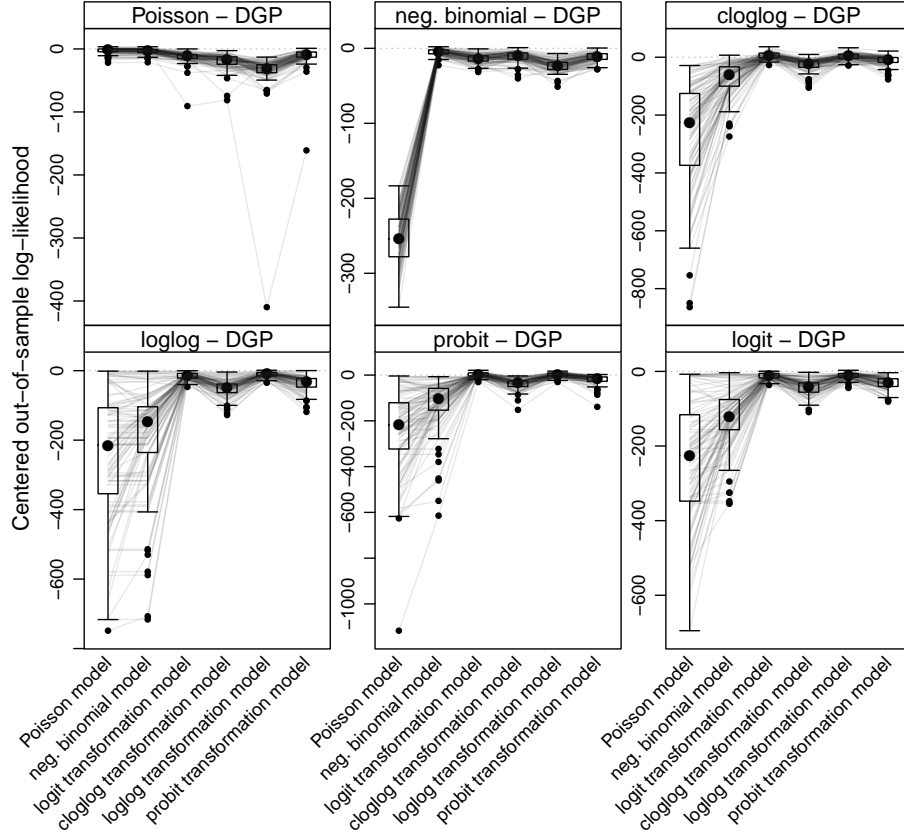 Poisson − DGP
neg. binomial − DGP
cloglog − DGP
Centered out−of−sample log−likelihood
0
−100
−200
−300
−400
0
−100
−200
−300
0
−200
−400
−600
−800
loglog − DGP
probit − DGP
logit − DGP
0
−200
−400
−600
0
−200
−400
−600
−1000
0
−200
−400
−600
Poisson model
neg. binomial model
logit transformation model
cloglog transformation model
loglog transformation model
probit transformation model
Poisson model
neg. binomial model
logit transformation model
cloglog transformation model
loglog transformation model
probit transformation model
Poisson model
neg. binomial model
logit transformation model
cloglog transformation model
loglog transformation model
probit transformation model